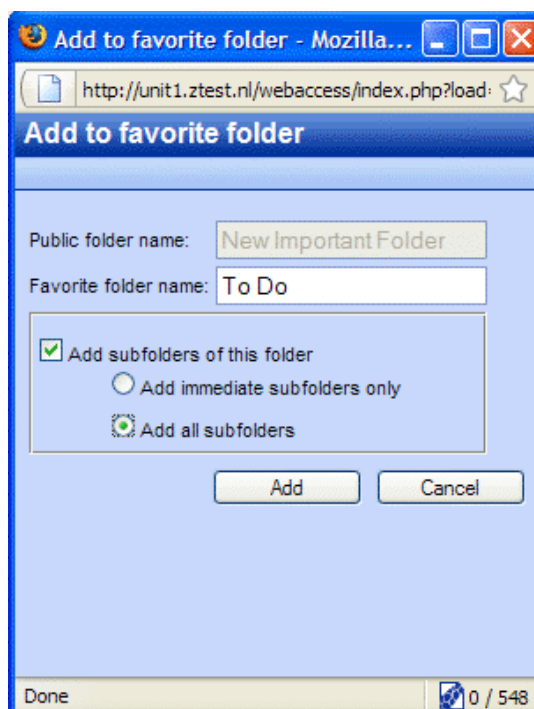 Add to favorite folder - Mozilla...
http://unit1.ztest.nl/webaccess/index.php?load=
Add to favorite folder
Public folder name: New Important Folder
Favorite folder name: To Do
Add subfolders of this folder
Add immediate subfolders only
Add all subfolders
Add Cancel
Done 0 / 548